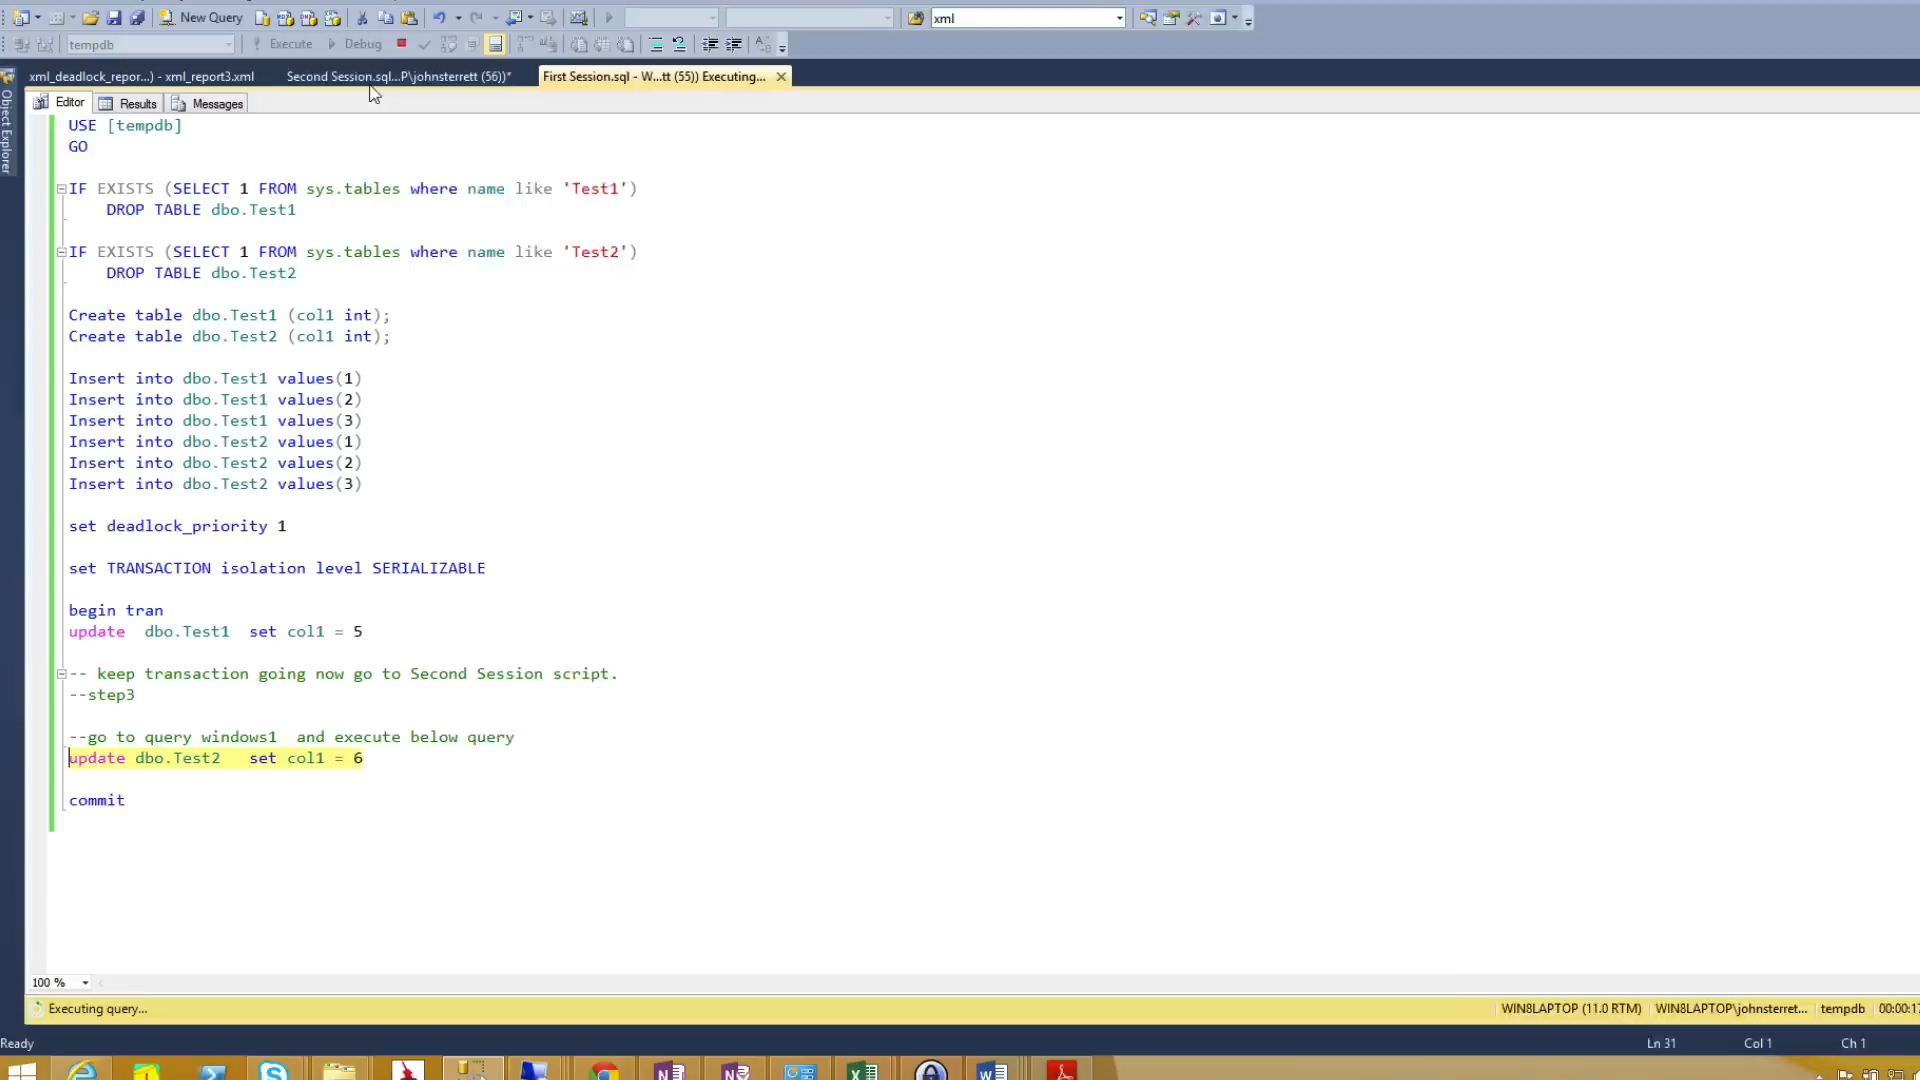 New Query
xml
tempdb
Execute
Debug
xml_deadlock_repor...) - xml_report3.xml
Second Session.sql...P\johnsterrett (56))*
First Session.sql - W...tt (55)) Executing...
Object Explorer
Editor
Results
Messages
USE [tempdb]
GO
IF EXISTS (SELECT 1 FROM sys.tables where name like 'Test1')
DROP TABLE dbo.Test1
IF EXISTS (SELECT 1 FROM sys.tables where name like 'Test2')
DROP TABLE dbo.Test2
Create table dbo.Test1 (col1 int);
Create table dbo.Test2 (col1 int);
Insert into dbo.Test1 values(1)
Insert into dbo.Test1 values(2)
Insert into dbo.Test1 values(3)
Insert into dbo.Test2 values(1)
Insert into dbo.Test2 values(2)
Insert into dbo.Test2 values(3)
set deadlock_priority 1
set TRANSACTION isolation level SERIALIZABLE
begin tran
update  dbo.Test1  set col1 = 5
-- keep transaction going now go to Second Session script.
--step3
--go to query windows1  and execute below query
update dbo.Test2   set col1 = 6
commit
100 %
Executing query...
WIN8LAPTOP (11.0 RTM)
WIN8LAPTOP\johnsterret...
tempdb
Ready
Ln 31
Col 1
Ch 1